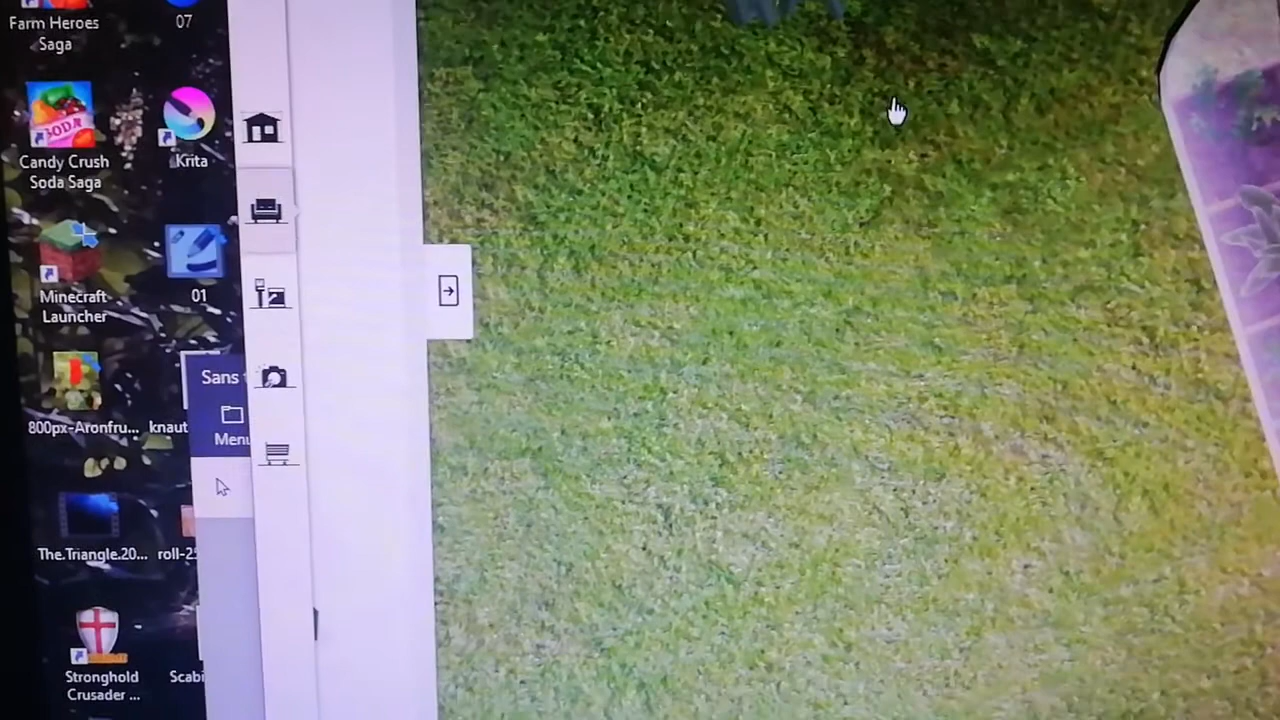 Farm Heroes
Saga
07
SODA
Candy Crush
Soda Saga
Krita
Minecraft
Launcher
01
800px-Aronfru...
knaut
Sans
Menu
The.Triangle.20...
roll-2
Stronghold
Crusader ...
Scabi